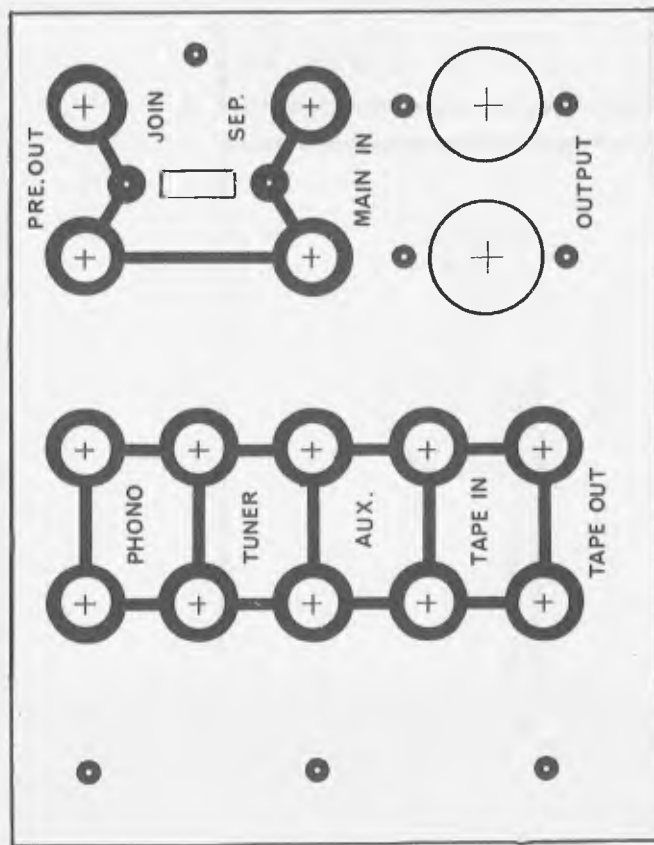 PRE.OUT
JOIN
SEP.
MAIN IN
OUTPUT
PHONO
TUNER
AUX.
TAPE IN
TAPE OUT